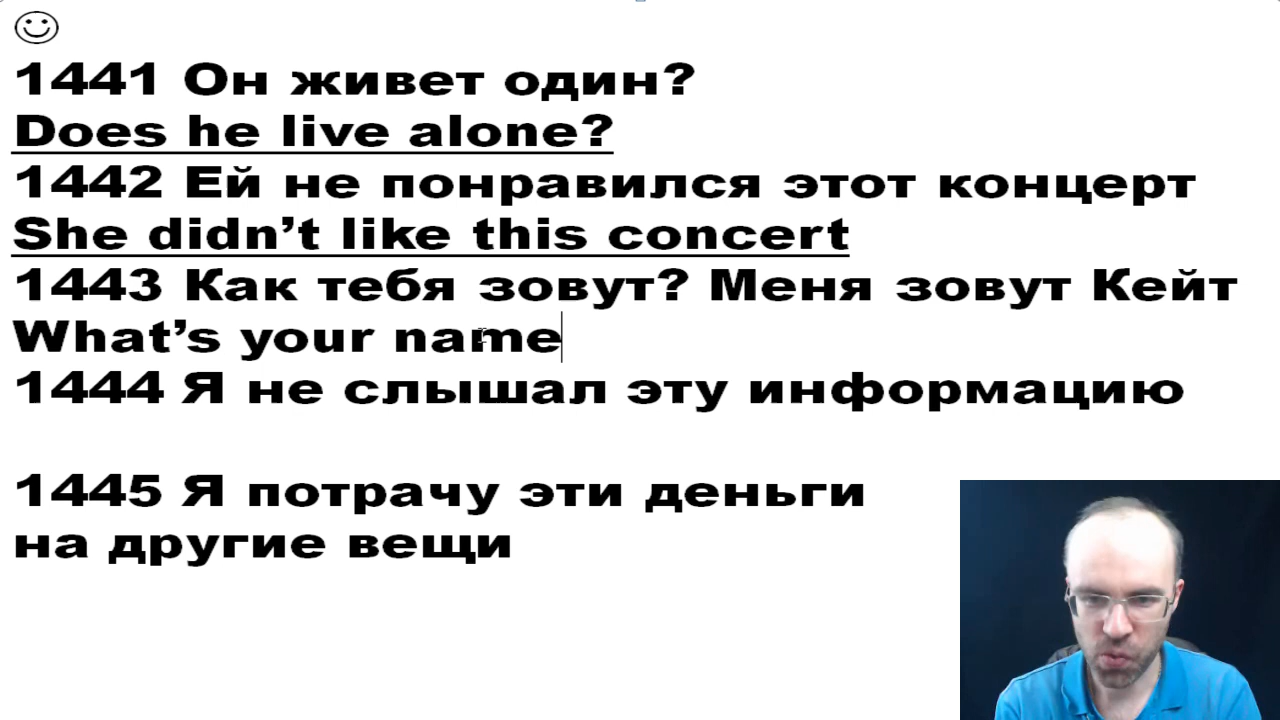 1441 Он живет один?
Does he live alone?
1442 Ей не понравился этот концерт
She didn’t like this concert
1443 Как тебя зовут? Меня зовут Кейт
What’s your name
1444 Я не слышал эту информацию
1445 Я потрачу эти деньги
на другие вещи